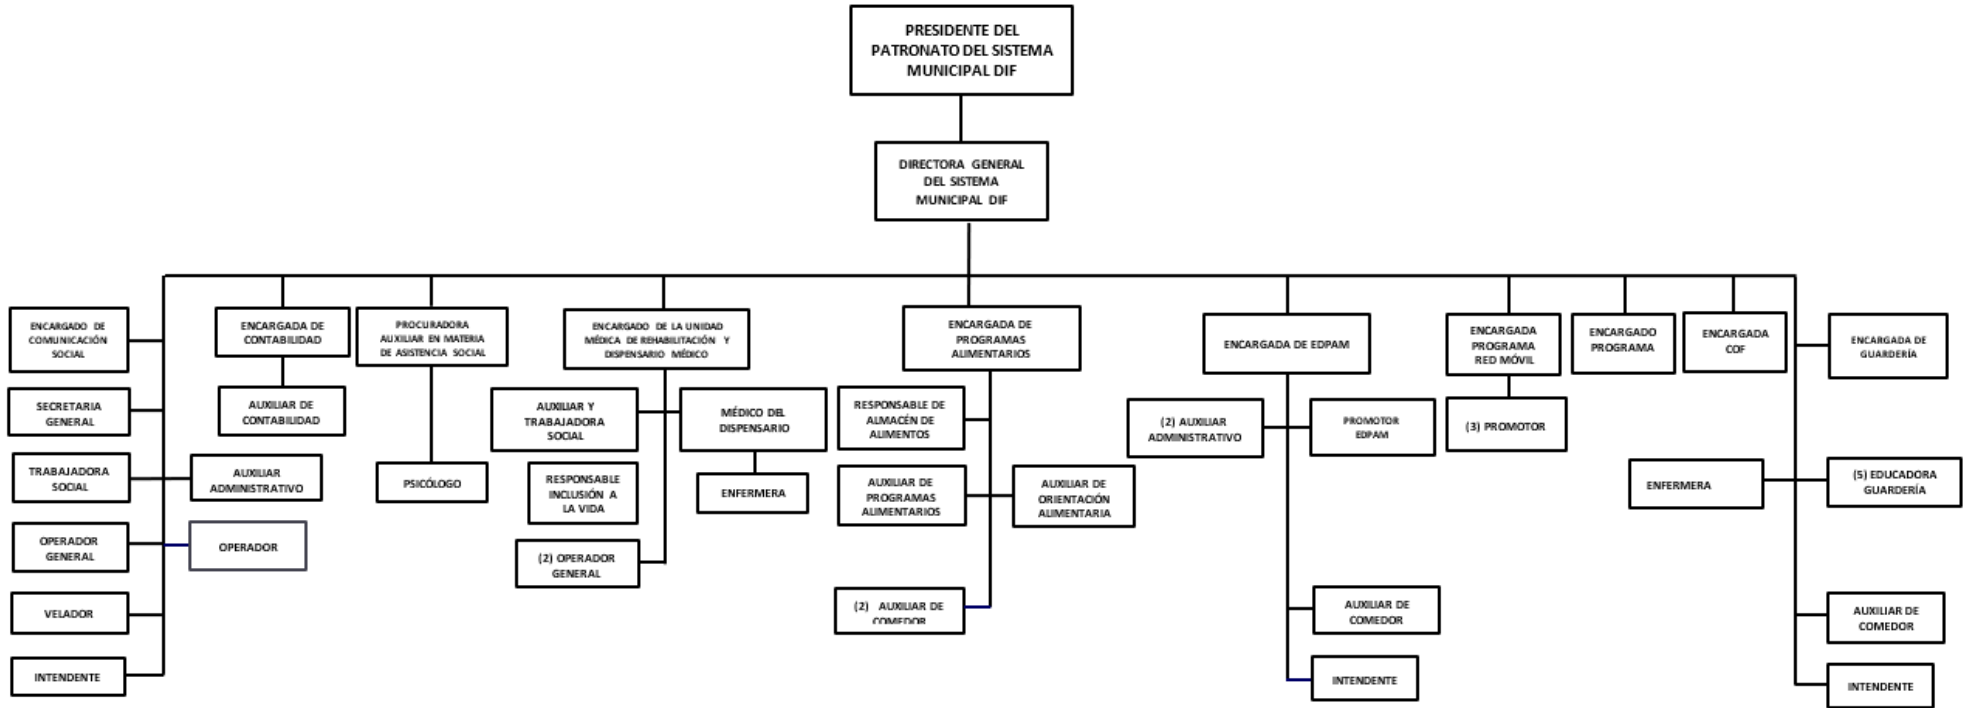 PRESIDENTE DEL
PATRONATO DEL SISTEMA
MUNICIPAL DIF
DIRECTORA GENERAL
DEL SISTEMA
MUNICIPAL DIF
ENCARGADO DE
COMUNICACIÓN
SOCIAL
ENCARGADA DE
CONTABILIDAD
PROCURADORA
AUXILIAR EN MATERIA
DE ASISTENCIA SOCIAL
ENCARGADO DE LA UNIDAD
MÉDICA DE REHABILITACIÓN Y
DISPENSARIO MÉDICO
ENCARGADA DE
PROGRAMAS
ALIMENTARIOS
ENCARGADA DE EDPAM
ENCARGADA
PROGRAMA
RED MÓVIL
ENCARGADO
PROGRAMA
ENCARGADA
COF
ENCARGADA DE
GUARDERÍA
SECRETARIA
GENERAL
AUXILIAR DE
CONTABILIDAD
AUXILIAR Y
TRABAJADORA
SOCIAL
MÉDICO DEL
DISPENSARIO
RESPONSABLE DE
ALMACÉN DE
ALIMENTOS
(2) AUXILIAR
ADMINISTRATIVO
PROMOTOR
EDPAM
(3) PROMOTOR
TRABAJADORA
SOCIAL
AUXILIAR
ADMINISTRATIVO
PSICÓLOGO
RESPONSABLE
INCLUSIÓN A
LA VIDA
ENFERMERA
AUXILIAR DE
PROGRAMAS
ALIMENTARIOS
AUXILIAR DE
ORIENTACIÓN
ALIMENTARIA
ENFERMERA
(5) EDUCADORA
GUARDERÍA
OPERADOR
GENERAL
OPERADOR
(2) OPERADOR
GENERAL
VELADOR
(2) AUXILIAR DE
COMEDOR
AUXILIAR DE
COMEDOR
AUXILIAR DE
COMEDOR
INTENDENTE
INTENDENTE
INTENDENTE